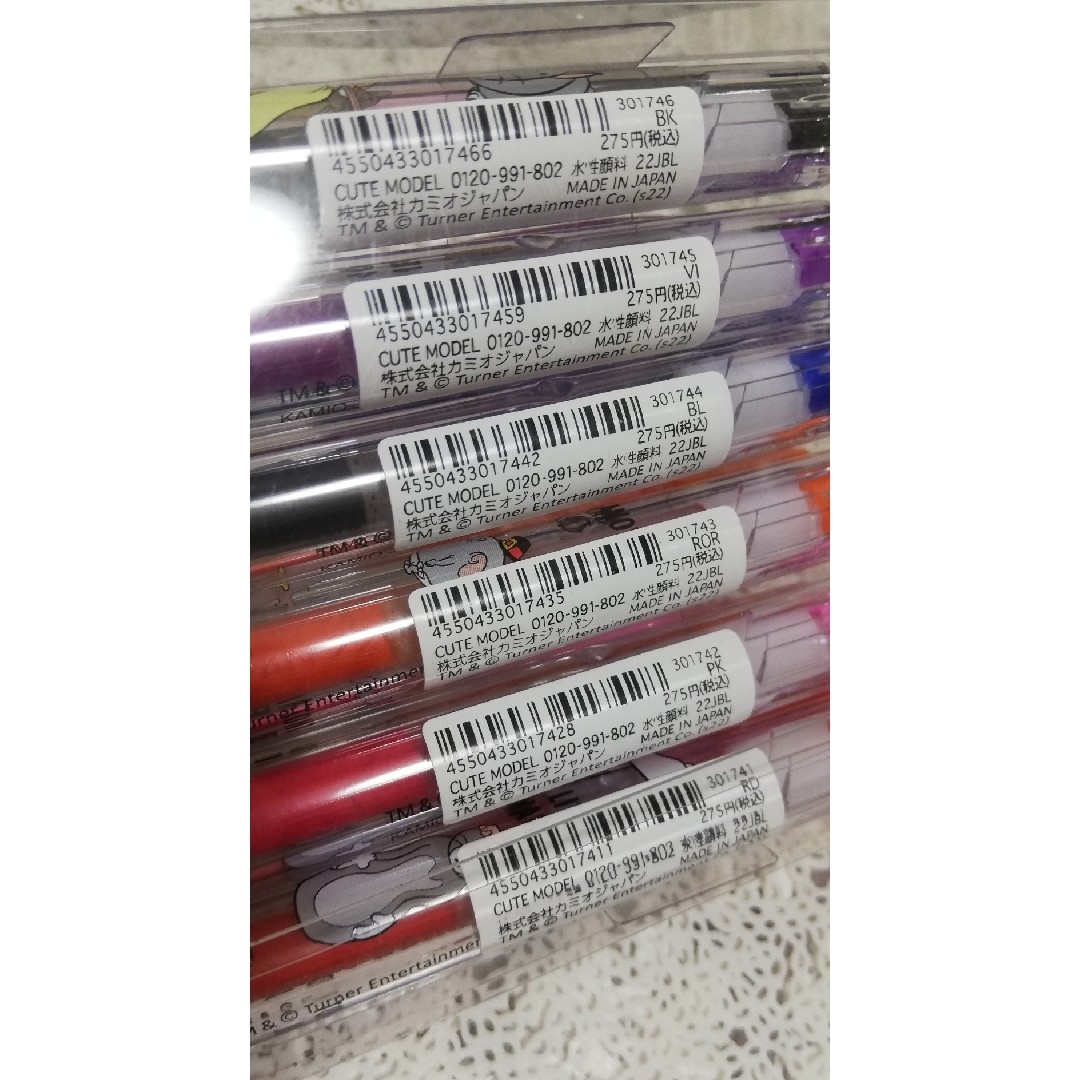 301746
BK
275円(税込)
4550433017466
CUTE MODEL 0120-991-802 水性顔料 22JBL
株式会社カミオジャパン MADE IN JAPAN
TM & © Turner Entertainment Co. (s22)
301745
VI
275円(税込)
4550433017459
CUTE MODEL 0120-991-802 水性顔料 22JBL
株式会社カミオジャパン MADE IN JAPAN
TM & © Turner Entertainment Co. (s22)
TM & ©
KAMIO
301744
BL
275円(税込)
4550433017442
CUTE MODEL 0120-991-802 水性顔料 22JBL
株式会社カミオジャパン MADE IN JAPAN
TM & © Turner Entertainment Co. (s22)
TM & ©
KAMIO
301743
ROR
275円(税込)
4550433017435
CUTE MODEL 0120-991-802 水性顔料 22JBL
株式会社カミオジャパン MADE IN JAPAN
TM & © Turner Entertainment Co. (s22)
Turner Entertainmen
301742
PK
275円(税込)
4550433017428
CUTE MODEL 0120-991-802 水性顔料 22JBL
株式会社カミオジャパン MADE IN JAPAN
TM & © Turner Entertainment Co. (s22)
TM &
KAMIO
301741
RD
275円(税込)
4550433017411
CUTE MODEL 0120-991-802 水性顔料 22JBL
株式会社カミオジャパン MADE IN JAPAN
TM & © Turner Entertainment Co. (s22)
TM & © Turner Entertainmen